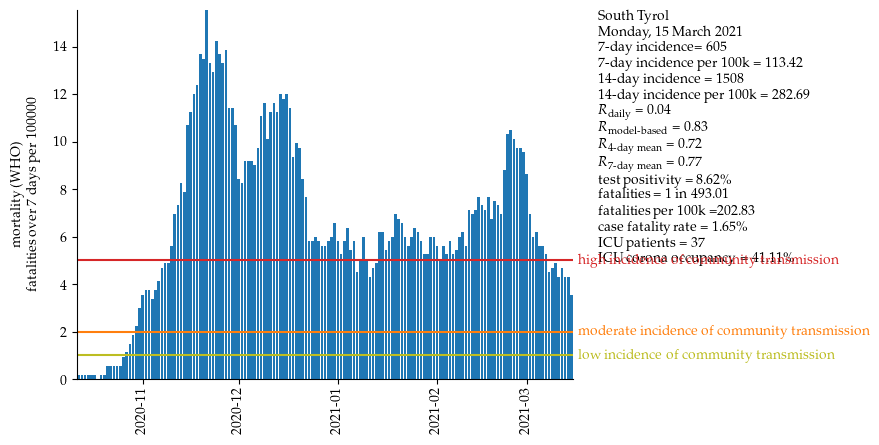 South Tyrol
Monday, 15 March 2021
7-day incidence= 605
7-day incidence per 100k = 113.42
14-day incidence = 1508
14-day incidence per 100k = 282.69
R daily = 0.04
R model-based = 0.83
R 4-day mean = 0.72
R 7-day mean = 0.77
test positivity = 8.62%
fatalities = 1 in 493.01
fatalities per 100k =202.83
case fatality rate = 1.65%
ICU patients = 37
ICU corona occupancy = 41.11%
high incidence of community transmission
moderate incidence of community transmission
low incidence of community transmission
mortality (WHO)
fatalities over 7 days per 100000
14
12
10
8
6
4
2
0
2020-11
2020-12
2021-01
2021-02
2021-03